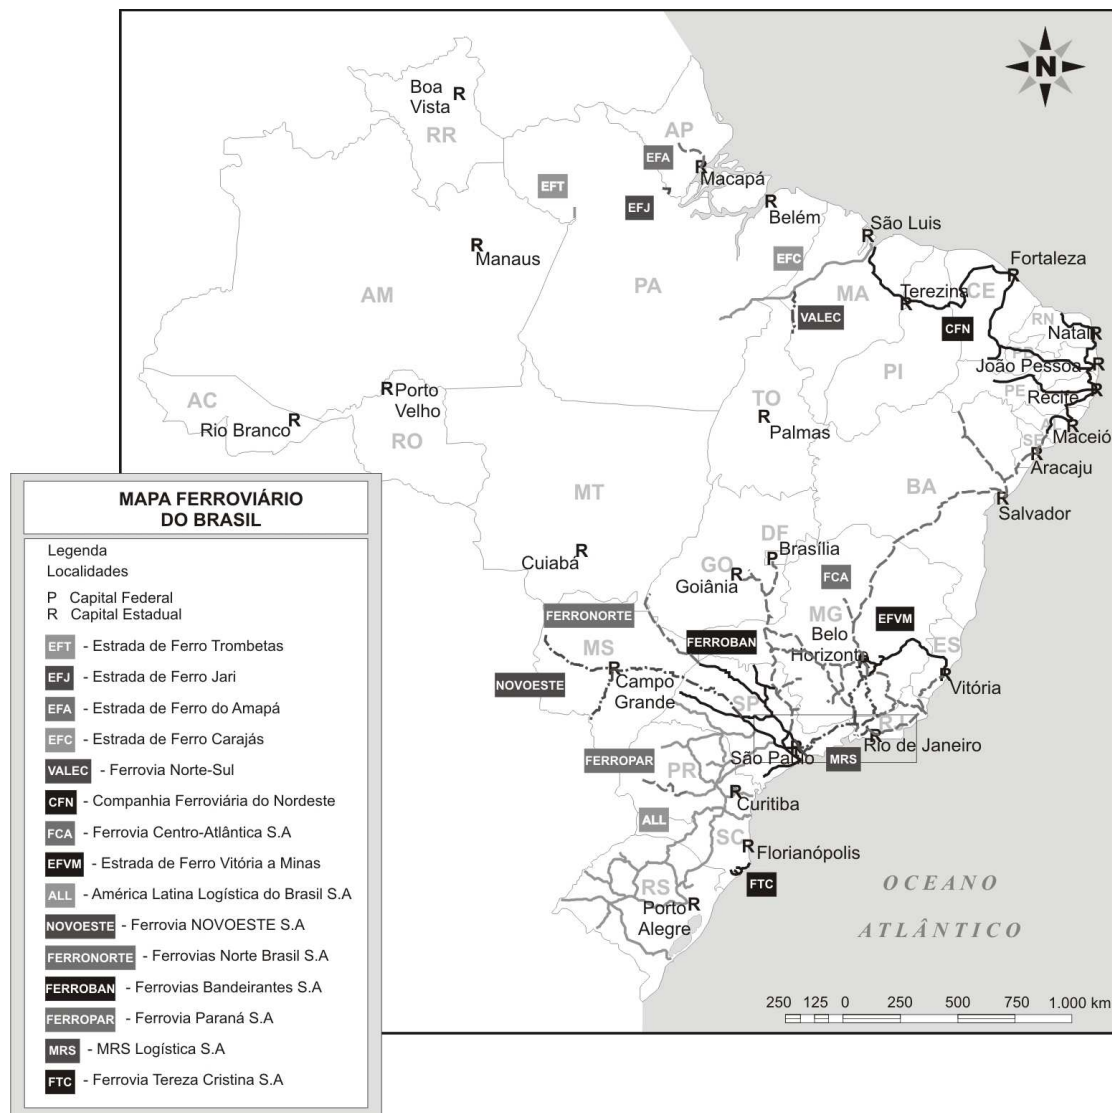 N
Boa
Vista
R
RR
AP
EFA
R
Macapá
EFT
EFJ
R
Belém
São Luis
R
R
Manaus
EFC
Fortaleza
R
AM
PA
MA
Terezina
R
CE
VALEC
CFN
RN
Natal
R
PB
João Pessoa
R
PI
PE
Recife
R
AC
R
Porto
Velho
TO
R
Palmas
Rio Branco
R
RO
A
Maceió
R
SE
R
Aracaju
MT
BA
R
Salvador
DF
Brasília
P
Cuiabá
R
GO
Goiânia
R
FCA
FERRONORTE
MG
EFVM
FERROBAN
Belo
Horizonte
R
ES
MS
R
Campo
Grande
NOVOESTE
R
Vitória
SP
RJ
R
Rio de Janeiro
São Paulo
R
MRS
FERROPAR
PR
R
Curitiba
ALL
SC
R
Florianópolis
FTC
RS
Porto
Alegre
R
OCEANO
ATLÂNTICO
250 125 0 250 500 750 1.000 km
MAPA FERROVIÁRIO
DO BRASIL
Legenda
Localidades
P Capital Federal
R Capital Estadual
EFT - Estrada de Ferro Trombetas
EFJ - Estrada de Ferro Jari
EFA - Estrada de Ferro do Amapá
EFC - Estrada de Ferro Carajás
VALEC - Ferrovia Norte-Sul
CFN - Companhia Ferroviária do Nordeste
FCA - Ferrovia Centro-Atlântica S.A
EFVM - Estrada de Ferro Vitória a Minas
ALL - América Latina Logística do Brasil S.A
NOVOESTE - Ferrovia NOVOESTE S.A
FERRONORTE - Ferrovias Norte Brasil S.A
FERROBAN - Ferrovias Bandeirantes S.A
FERROPAR - Ferrovia Paraná S.A
MRS - MRS Logística S.A
FTC - Ferrovia Tereza Cristina S.A